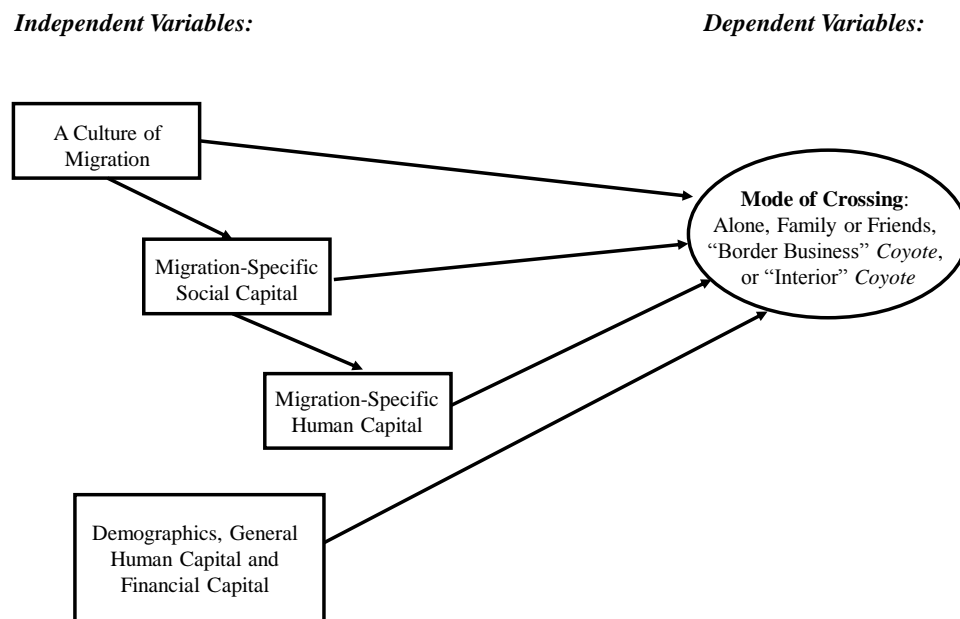 Independent Variables:
Dependent Variables:
A Culture of
Migration
Mode of Crossing:
Alone, Family or Friends,
“Border Business” Coyote,
or “Interior” Coyote
Migration-Specific
Social Capital
Migration-Specific
Human Capital
Demographics, General
Human Capital and
Financial Capital